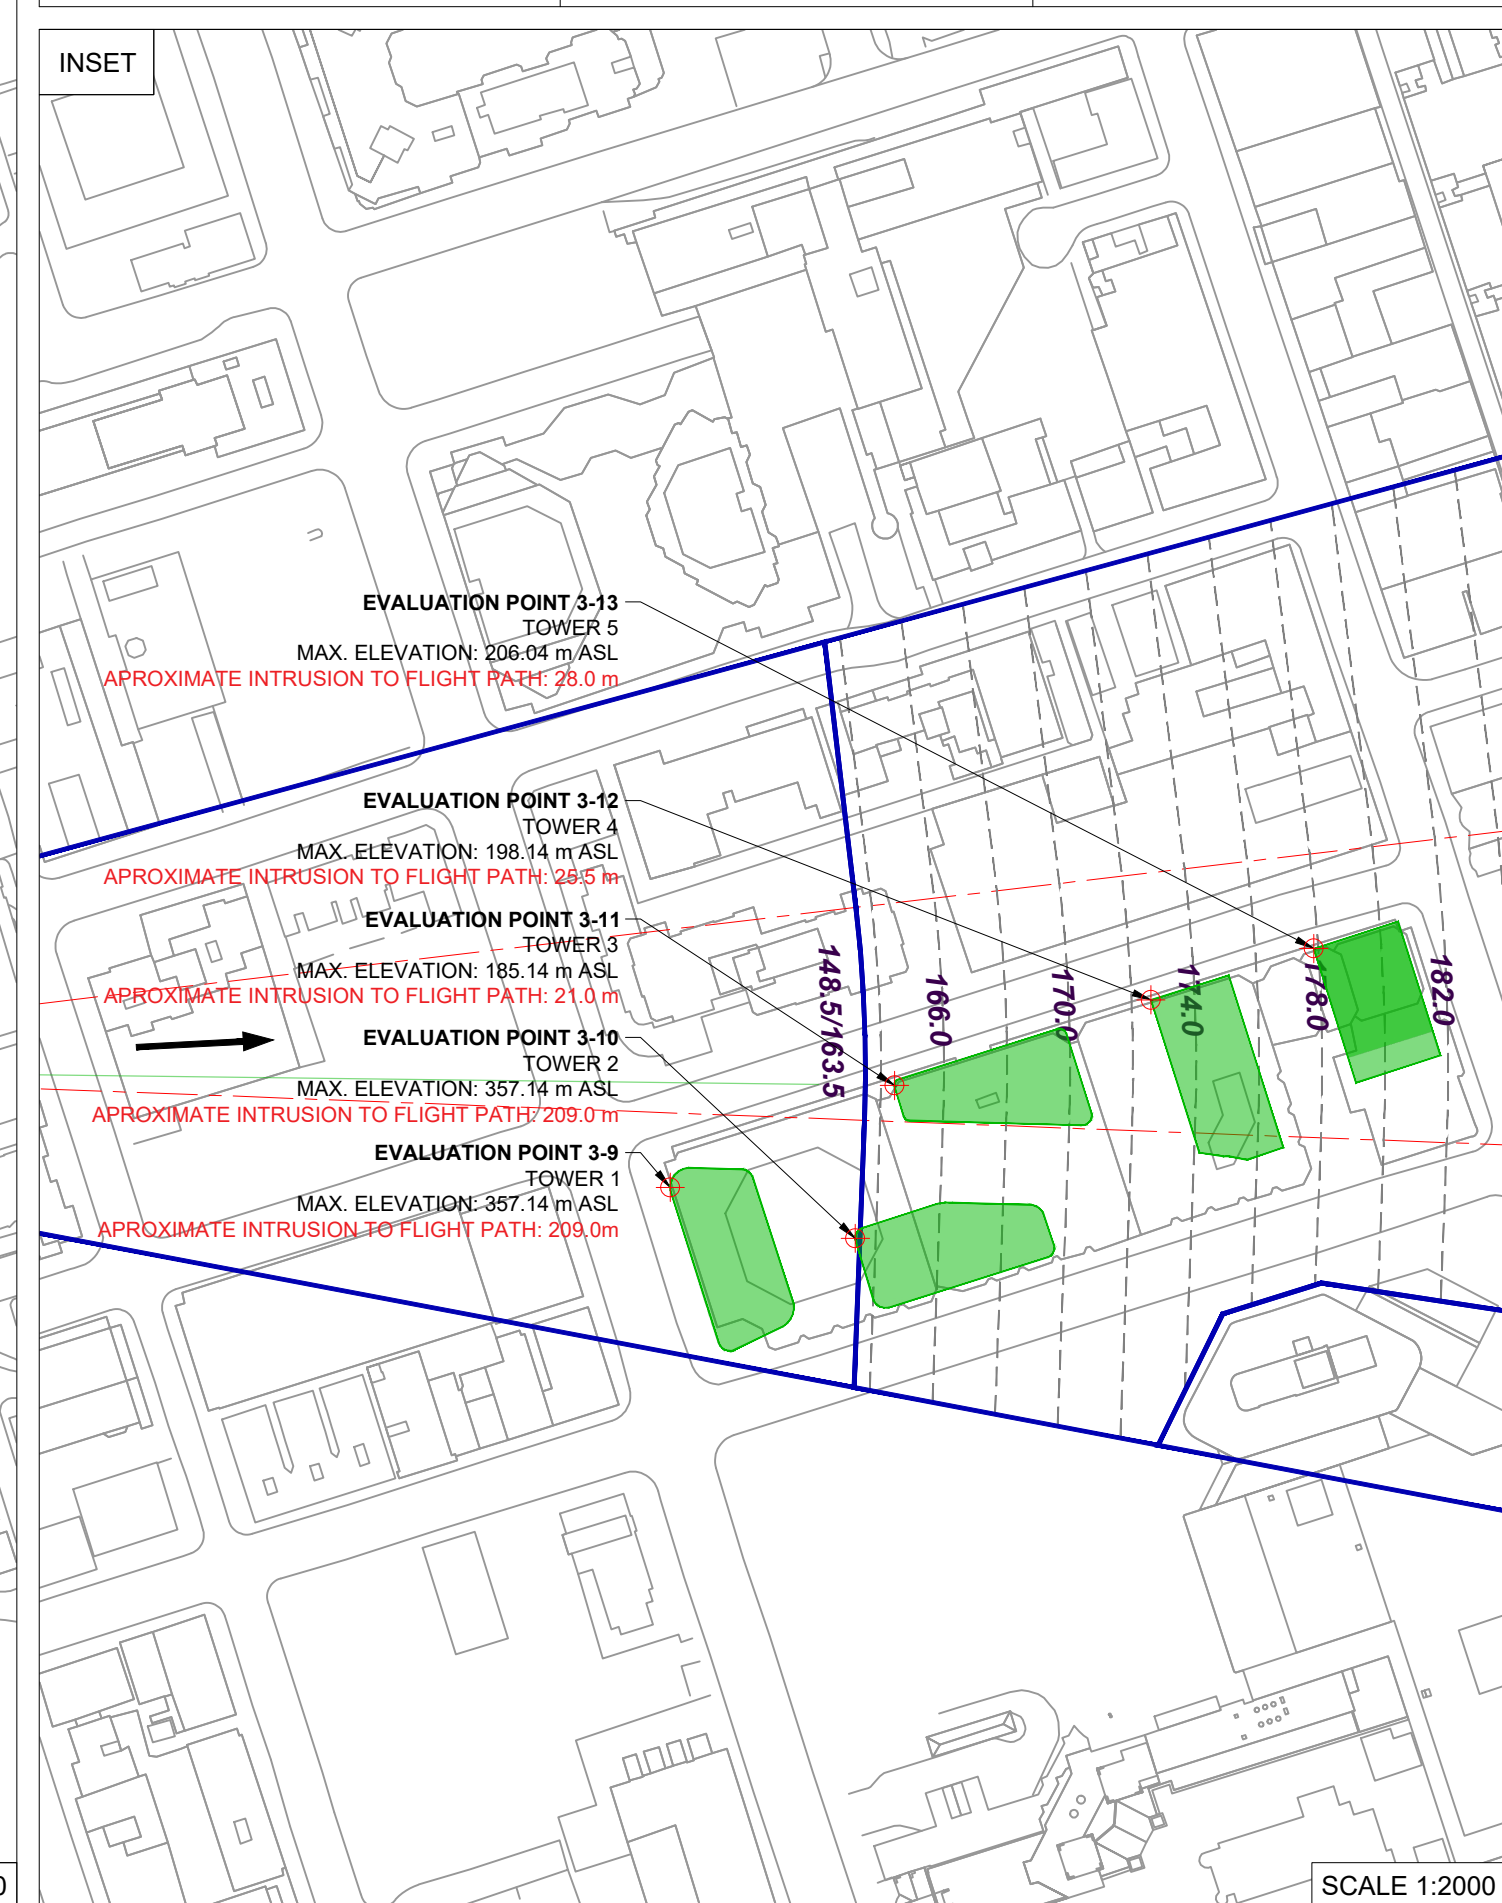 INSET
EVALUATION POINT 3-13
TOWER 5
MAX. ELEVATION: 206.04 m ASL
APROXIMATE INTRUSION TO FLIGHT PATH: 28.0 m
EVALUATION POINT 3-12
TOWER 4
MAX. ELEVATION: 198.14 m ASL
APROXIMATE INTRUSION TO FLIGHT PATH: 25.5 m
EVALUATION POINT 3-11
TOWER 3
MAX. ELEVATION: 185.14 m ASL
APROXIMATE INTRUSION TO FLIGHT PATH: 21.0 m
EVALUATION POINT 3-10
TOWER 2
MAX. ELEVATION: 357.14 m ASL
APROXIMATE INTRUSION TO FLIGHT PATH: 209.0 m
EVALUATION POINT 3-9
TOWER 1
MAX. ELEVATION: 357.14 m ASL
APROXIMATE INTRUSION TO FLIGHT PATH: 209.0m
148.5/163.5
166.0
170.0
174.0
178.0
182.0
SCALE 1:2000